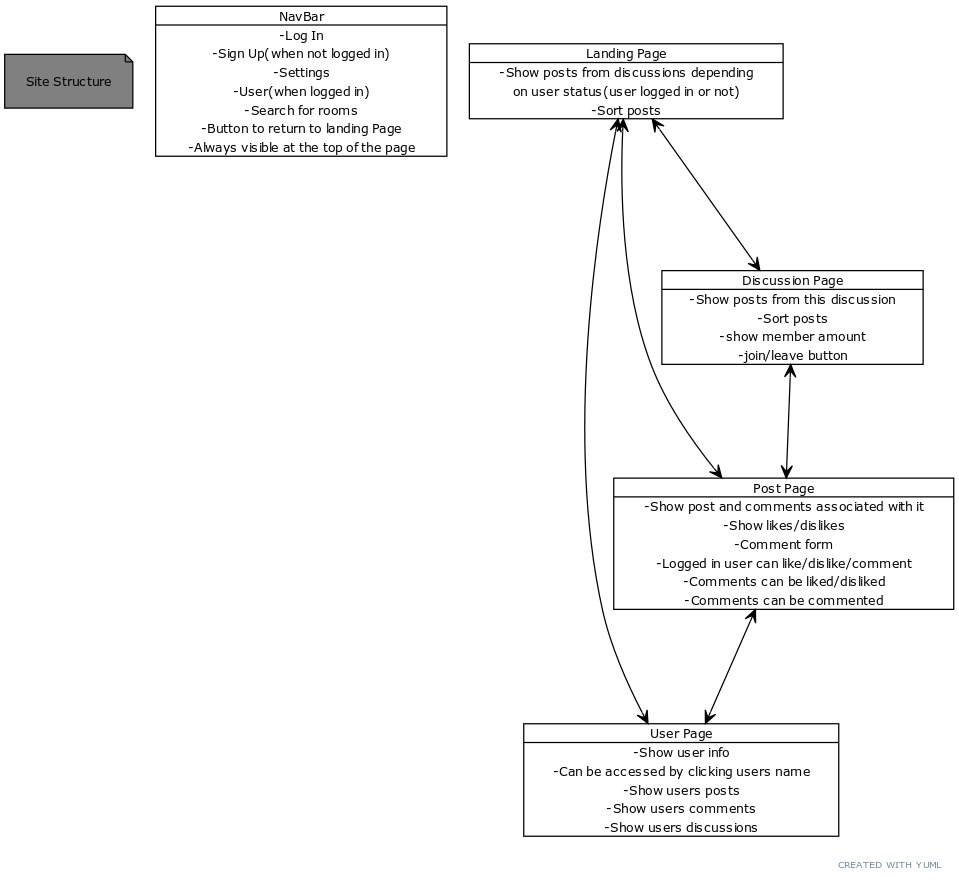 Site Structure
NavBar
-Log In
-Sign Up(when not logged in)
-Settings
-User(when logged in)
-Search for rooms
-Button to return to landing Page
-Always visible at the top of the page
Landing Page
-Show posts from discussions depending
on user status(user logged in or not)
-Sort posts
Discussion Page
-Show posts from this discussion
-Sort posts
-show member amount
-join/leave button
Post Page
-Show post and comments associated with it
-Show likes/dislikes
-Comment form
-Logged in user can like/dislike/comment
-Comments can be liked/disliked
-Comments can be commented
User Page
-Show user info
-Can be accessed by clicking users name
-Show users posts
-Show users comments
-Show users discussions
CREATED WITH YUML